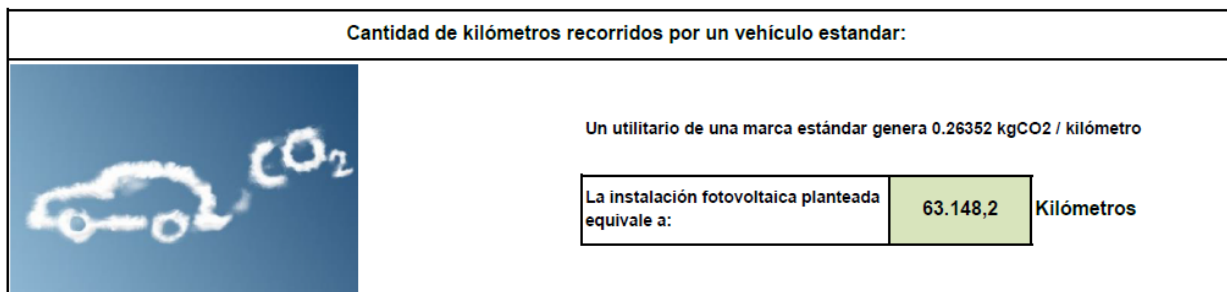 Cantidad de kilómetros recorridos por un vehículo estandar:
CO2
Un utilitario de una marca estándar genera 0.26352 kgCO2 / kilómetro
La instalación fotovoltaica planteada
equivale a:
63.148,2 Kilómetros